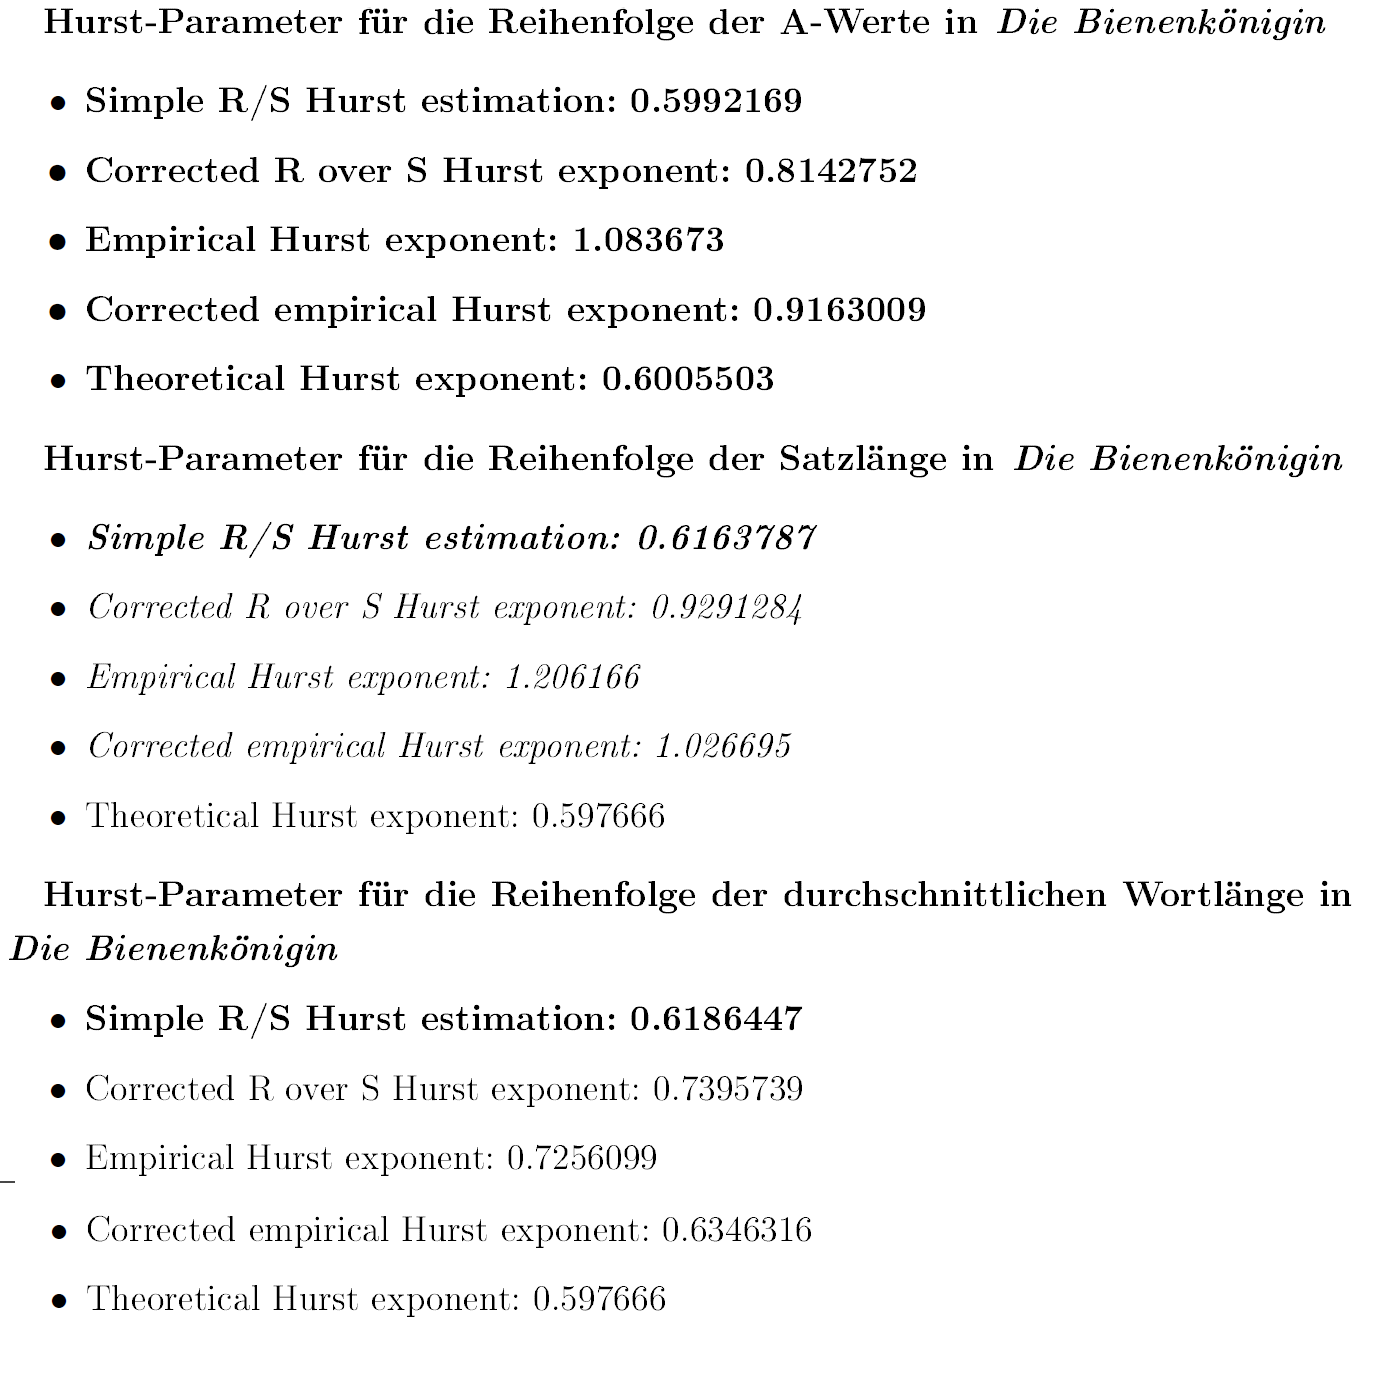 Hurst-Parameter für die Reihenfolge der A-Werte in Die Bienenkönigin
• Simple R/S Hurst estimation: 0.5992169
• Corrected R over S Hurst exponent: 0.8142752
• Empirical Hurst exponent: 1.083673
• Corrected empirical Hurst exponent: 0.9163009
• Theoretical Hurst exponent: 0.6005503
Hurst-Parameter für die Reihenfolge der Satzlänge in Die Bienenkönigin
• Simple R/S Hurst estimation: 0.6163787
• Corrected R over S Hurst exponent: 0.9291284
• Empirical Hurst exponent: 1.206166
• Corrected empirical Hurst exponent: 1.026695
• Theoretical Hurst exponent: 0.597666
Hurst-Parameter für die Reihenfolge der durchschnittlichen Wortlänge in
Die Bienenkönigin
• Simple R/S Hurst estimation: 0.6186447
• Corrected R over S Hurst exponent: 0.7395739
• Empirical Hurst exponent: 0.7256099
• Corrected empirical Hurst exponent: 0.6346316
• Theoretical Hurst exponent: 0.597666